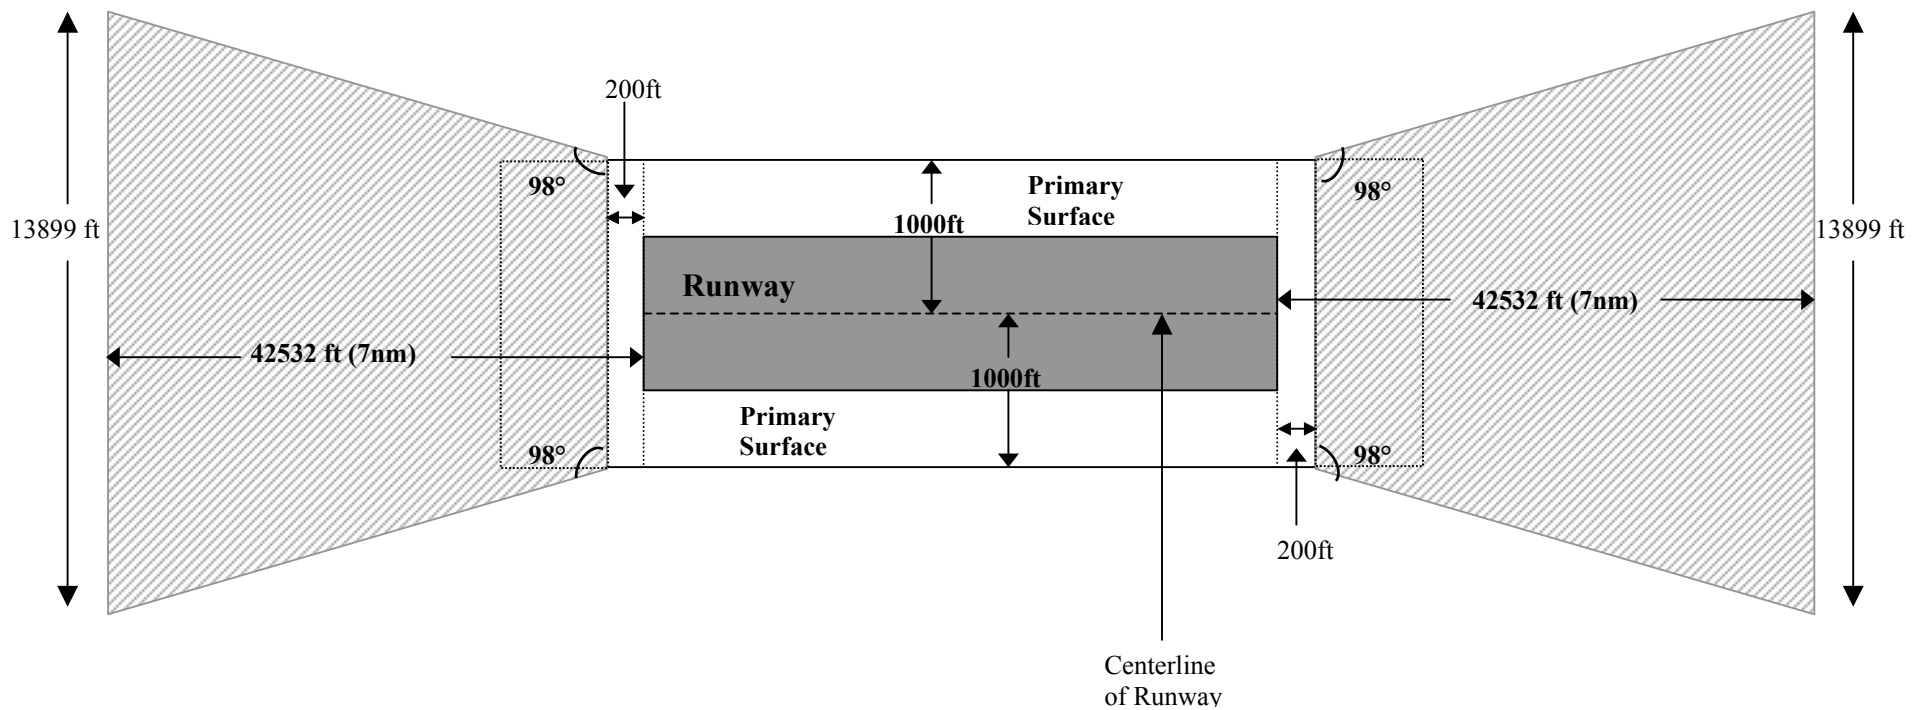 200ft
98°
Primary
Surface
98°
13899 ft
1000ft
13899 ft
Runway
42532 ft (7nm)
42532 ft (7nm)
1000ft
Primary
Surface
98°
98°
200ft
Centerline
of Runway